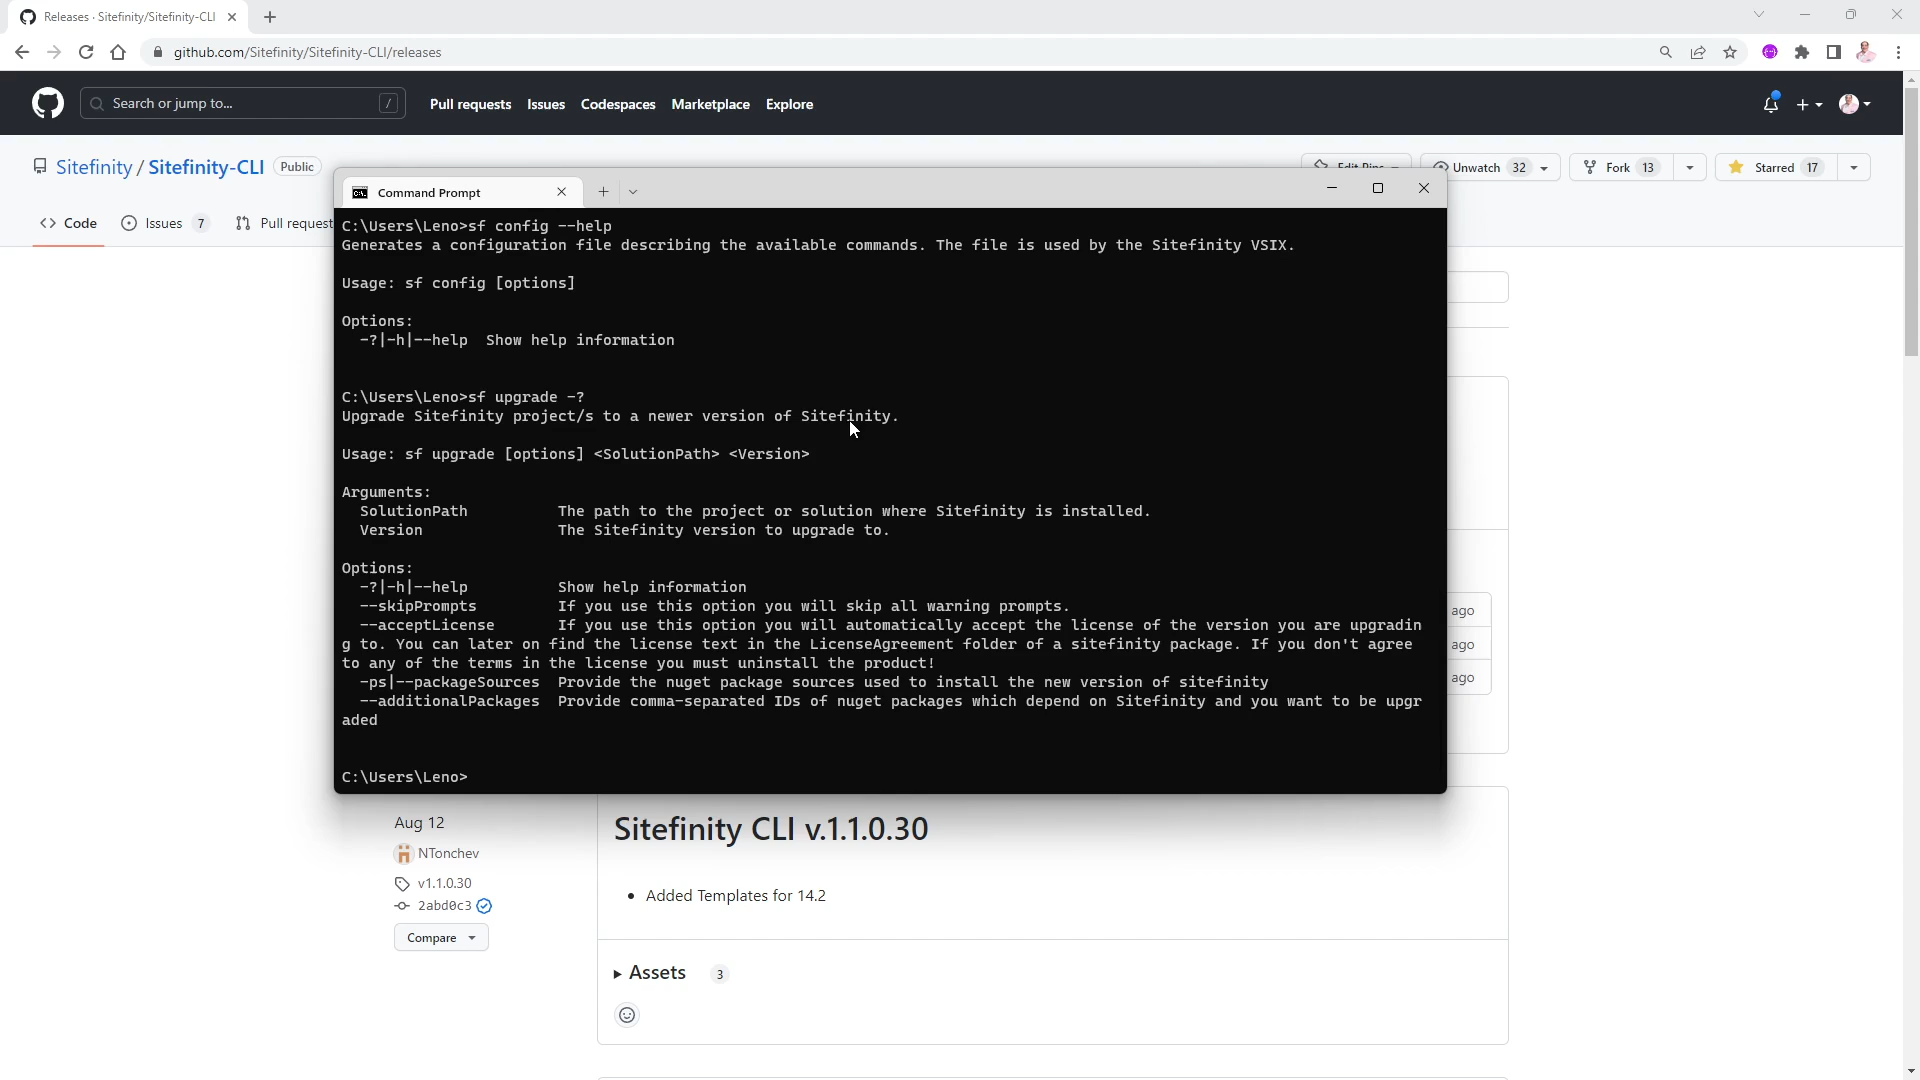 Releases · Sitefinity/Sitefinity-CLI
github.com/Sitefinity/Sitefinity-CLI/releases
Search or jump to... /
Pull requests Issues Codespaces Marketplace Explore
Sitefinity / Sitefinity-CLI Public
Edit Pins Unwatch 32 Fork 13 Starred 17
Code Issues 7 Pull request
Command Prompt
C:\Users\Leno>sf config --help
Generates a configuration file describing the available commands. The file is used by the Sitefinity VSIX.
Usage: sf config [options]
Options:
-?|-h|--help Show help information
C:\Users\Leno>sf upgrade -?
Upgrade Sitefinity project/s to a newer version of Sitefinity.
Usage: sf upgrade [options] <SolutionPath> <Version>
Arguments:
SolutionPath The path to the project or solution where Sitefinity is installed.
Version The Sitefinity version to upgrade to.
Options:
-?|-h|--help Show help information
--skipPrompts If you use this option you will skip all warning prompts.
--acceptLicense If you use this option you will automatically accept the license of the version you are upgradin
g to. You can later on find the license text in the LicenseAgreement folder of a sitefinity package. If you don't agree
to any of the terms in the license you must uninstall the product!
-ps|--packageSources Provide the nuget package sources used to install the new version of sitefinity
--additionalPackages Provide comma-separated IDs of nuget packages which depend on Sitefinity and you want to be upgr
aded
C:\Users\Leno>
ago
ago
ago
Aug 12
NTonchev
v1.1.0.30
2abd0c3
Compare
Sitefinity CLI v.1.1.0.30
• Added Templates for 14.2
Assets 3